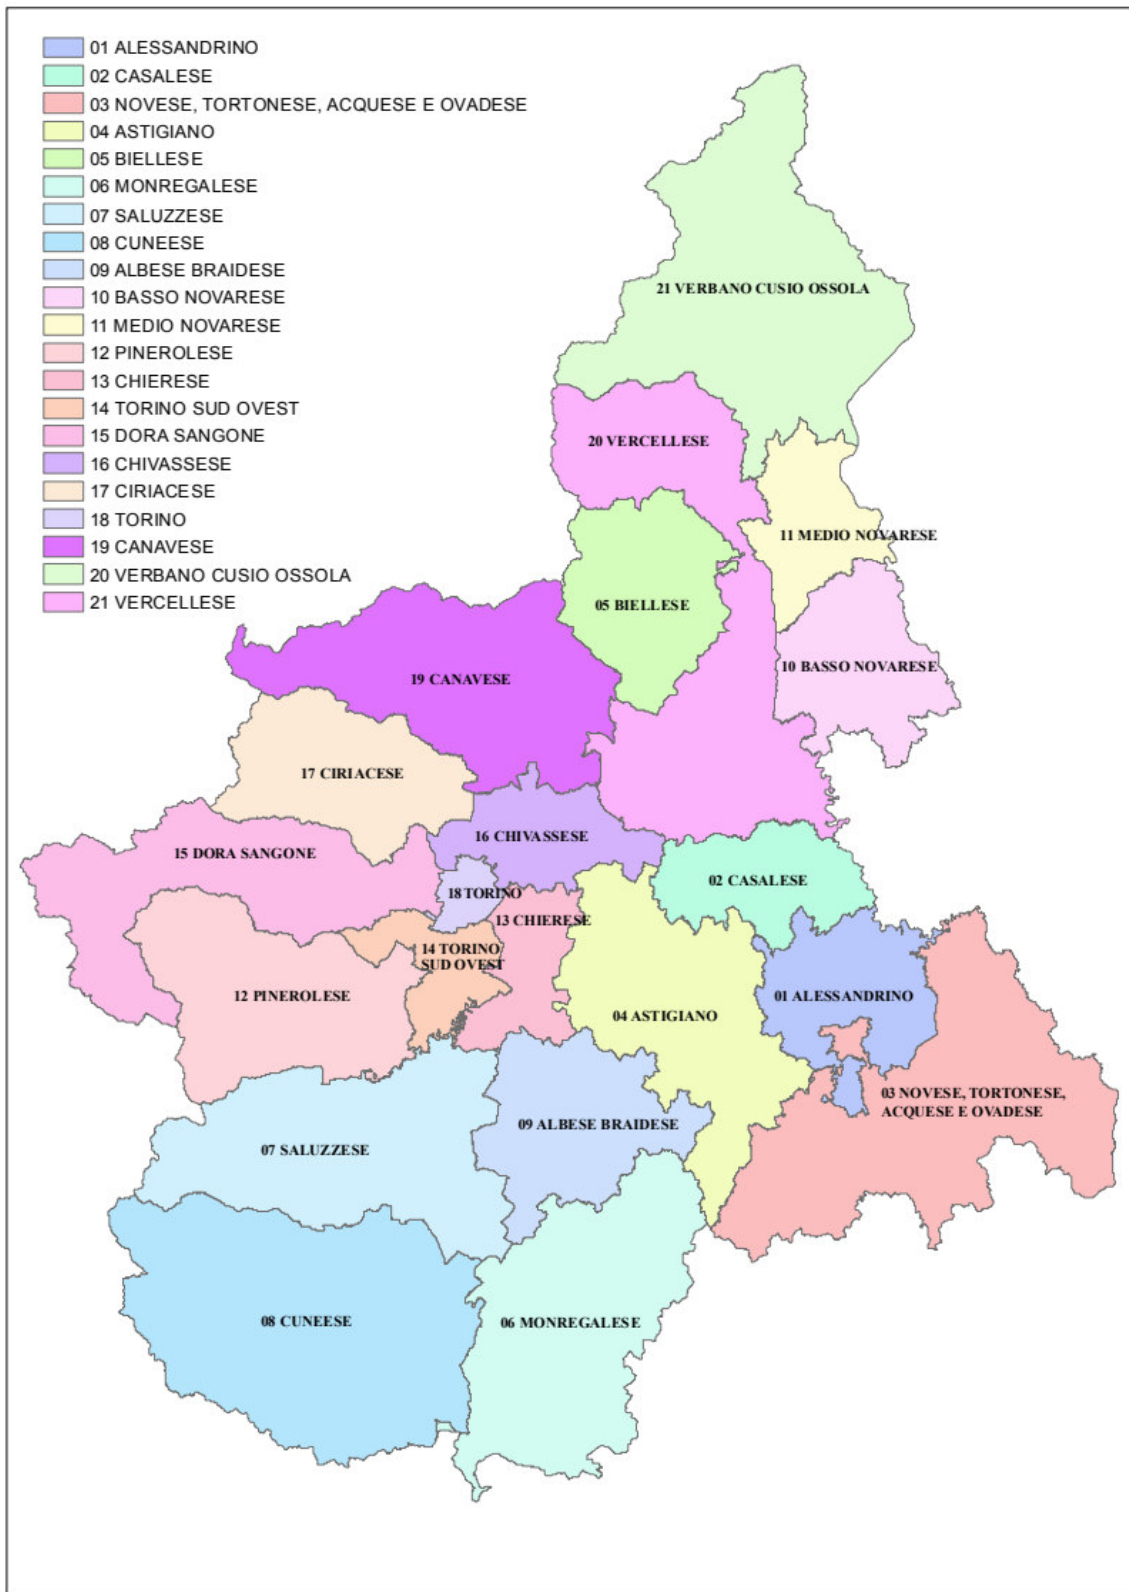 01 ALESSANDRINO
02 CASALESE
03 NOVESE, TORTONESE, ACQUESE E OVADESE
04 ASTIGIANO
05 BIELLESE
06 MONREGALESE
07 SALUZZESE
08 CUNEESE
09 ALBESE BRAIDESE
10 BASSO NOVARESE
11 MEDIO NOVARESE
12 PINEROLESE
13 CHIERESE
14 TORINO SUD OVEST
15 DORA SANGONE
16 CHIVASSESE
17 CIRIACESE
18 TORINO
19 CANAVESE
20 VERBANO CUSIO OSSOLA
21 VERCELLESE
21 VERBANO CUSIO OSSOLA
20 VERCELLESE
11 MEDIO NOVARESE
05 BIELLESE
10 BASSO NOVARESE
19 CANAVESE
17 CIRIACESE
16 CHIVASSESE
15 DORA SANGONE
02 CASALESE
18 TORINO
13 CHIERESE
14 TORINO
SUD OVEST
12 PINEROLESE
01 ALESSANDRINO
04 ASTIGIANO
03 NOVESE, TORTONESE,
ACQUESE E OVADESE
09 ALBESE BRAIDESE
07 SALUZZESE
08 CUNEESE
06 MONREGALESE